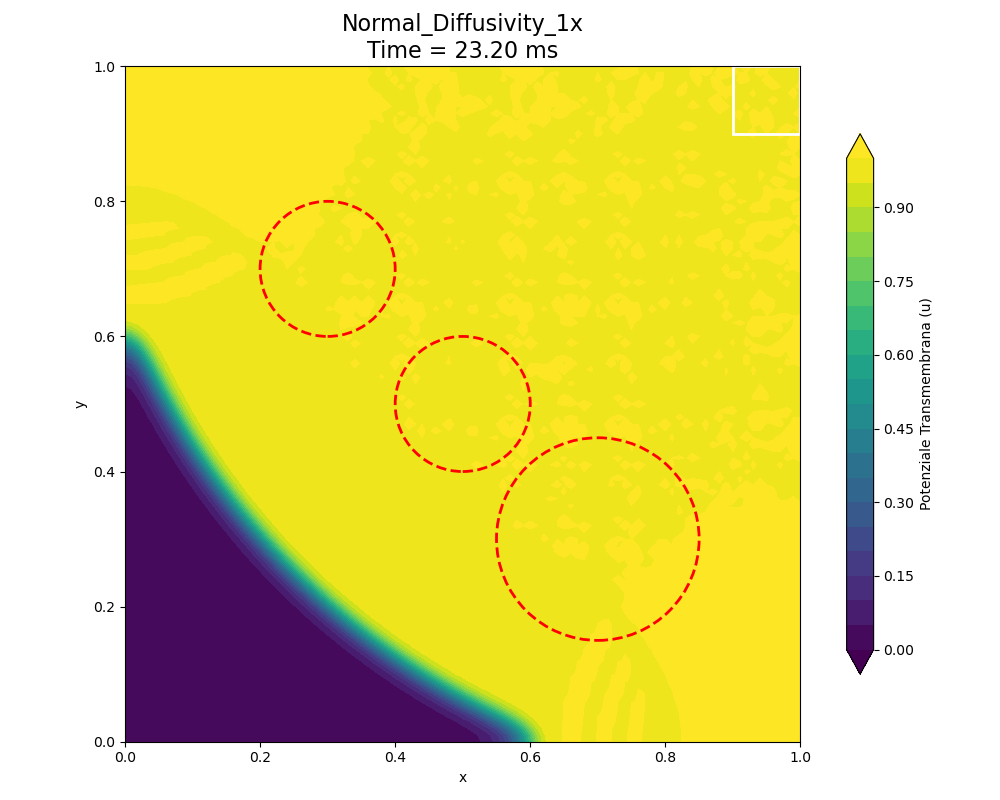 Normal_Diffusivity_1x
Time = 23.20 ms
1.0
0.8
0.6
0.4
0.2
0.0
y
0.0 0.2 0.4 0.6 0.8 1.0
x
0.90
0.75
0.60
0.45
0.30
0.15
0.00
Potenziale Transmembrana (u)